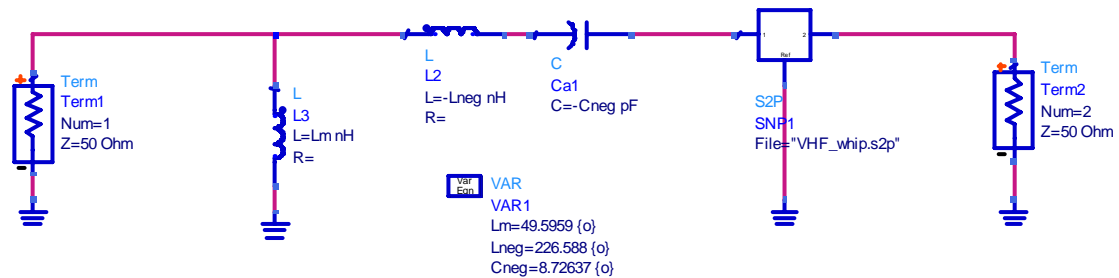 Term
Term1
Num=1
Z=50 Ohm
L
L3
L=Lm nH
R=
L
L2
L=-Lneg nH
R=
C
Ca1
C=-Cneg pF
1
2
Ref
S2P
SNP1
File="VHF_whip.s2p"
Term
Term2
Num=2
Z=50 Ohm
Var
Eqn
VAR
VAR1
Lm=49.5959 {o}
Lneg=226.588 {o}
Cneg=8.72637 {o}